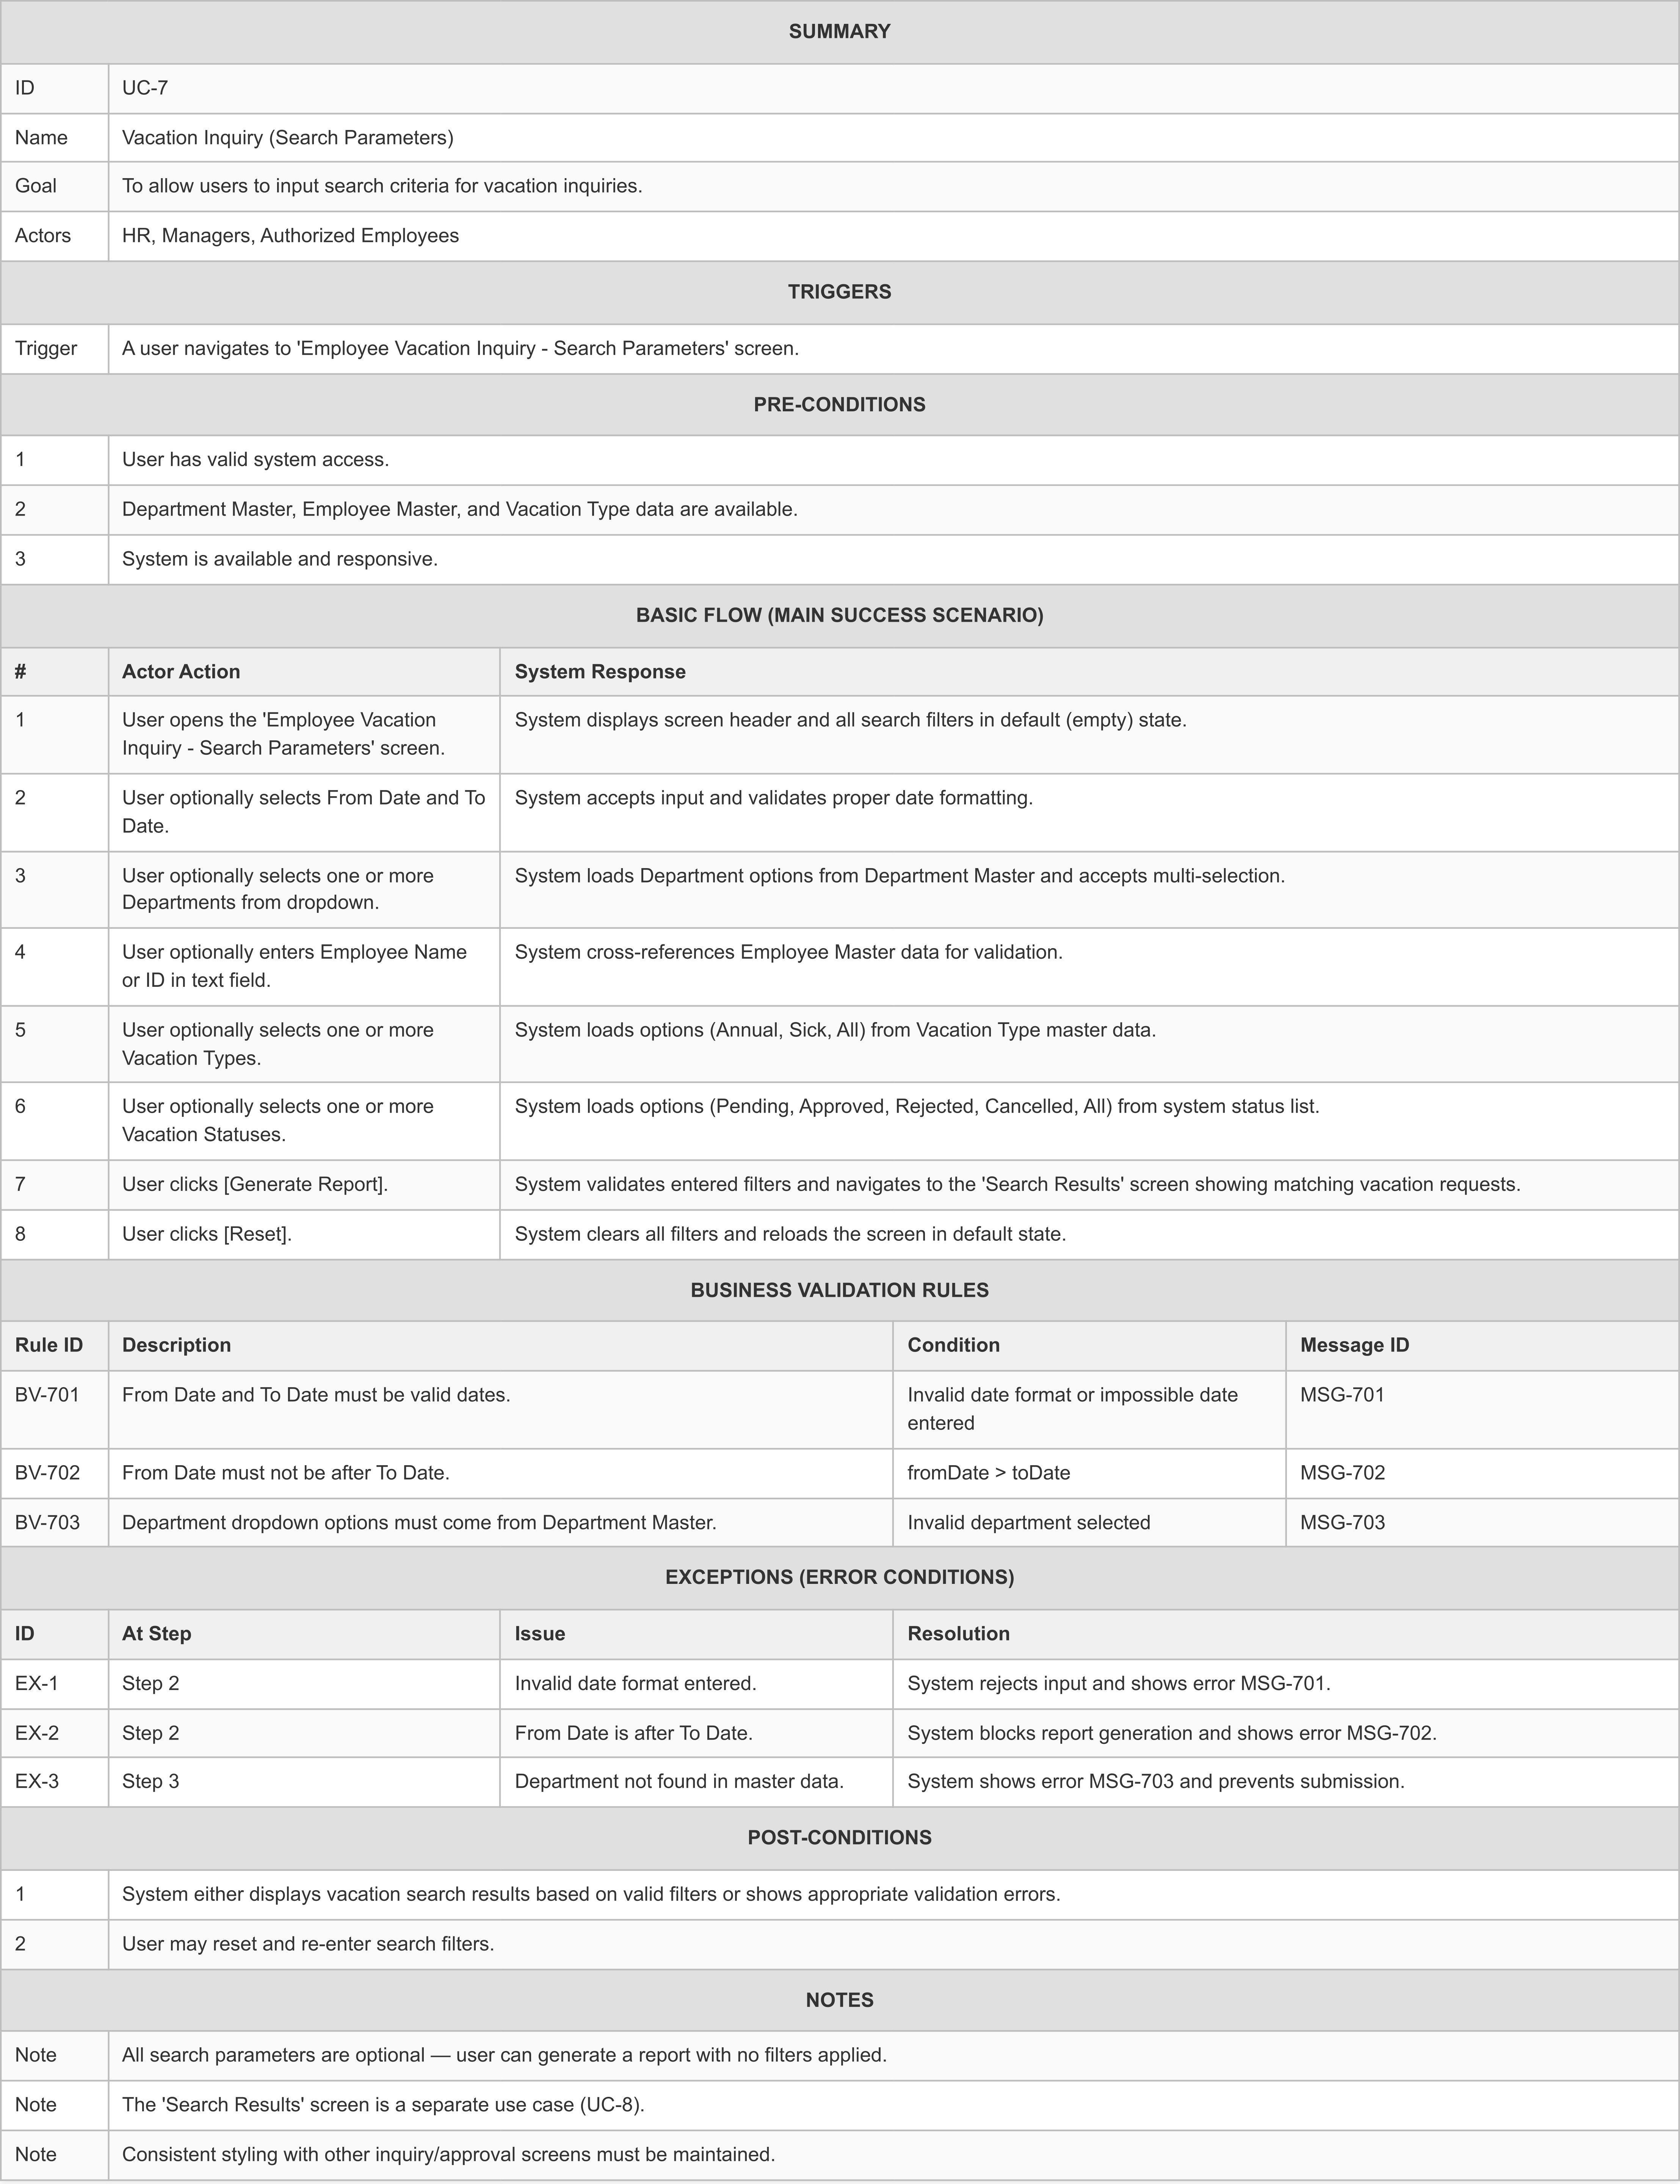 SUMMARY
ID UC-7
Name Vacation Inquiry (Search Parameters)
Goal To allow users to input search criteria for vacation inquiries.
Actors HR, Managers, Authorized Employees
TRIGGERS
Trigger A user navigates to 'Employee Vacation Inquiry - Search Parameters' screen.
PRE-CONDITIONS
1 User has valid system access.
2 Department Master, Employee Master, and Vacation Type data are available.
3 System is available and responsive.
BASIC FLOW (MAIN SUCCESS SCENARIO)
# Actor Action System Response
1 User opens the 'Employee Vacation System displays screen header and all search filters in default (empty) state.
Inquiry - Search Parameters' screen.
2 User optionally selects From Date and To System accepts input and validates proper date formatting.
Date.
3 User optionally selects one or more System loads Department options from Department Master and accepts multi-selection.
Departments from dropdown.
4 User optionally enters Employee Name System cross-references Employee Master data for validation.
or ID in text field.
5 User optionally selects one or more System loads options (Annual, Sick, All) from Vacation Type master data.
Vacation Types.
6 User optionally selects one or more System loads options (Pending, Approved, Rejected, Cancelled, All) from system status list.
Vacation Statuses.
7 User clicks [Generate Report]. System validates entered filters and navigates to the 'Search Results' screen showing matching vacation requests.
8 User clicks [Reset]. System clears all filters and reloads the screen in default state.
BUSINESS VALIDATION RULES
Rule ID Description Condition Message ID
BV-701 From Date and To Date must be valid dates. Invalid date format or impossible date MSG-701
entered
BV-702 From Date must not be after To Date. fromDate > toDate MSG-702
BV-703 Department dropdown options must come from Department Master. Invalid department selected MSG-703
EXCEPTIONS (ERROR CONDITIONS)
ID At Step Issue Resolution
EX-1 Step 2 Invalid date format entered. System rejects input and shows error MSG-701.
EX-2 Step 2 From Date is after To Date. System blocks report generation and shows error MSG-702.
EX-3 Step 3 Department not found in master data. System shows error MSG-703 and prevents submission.
POST-CONDITIONS
1 System either displays vacation search results based on valid filters or shows appropriate validation errors.
2 User may reset and re-enter search filters.
NOTES
Note All search parameters are optional — user can generate a report with no filters applied.
Note The 'Search Results' screen is a separate use case (UC-8).
Note Consistent styling with other inquiry/approval screens must be maintained.